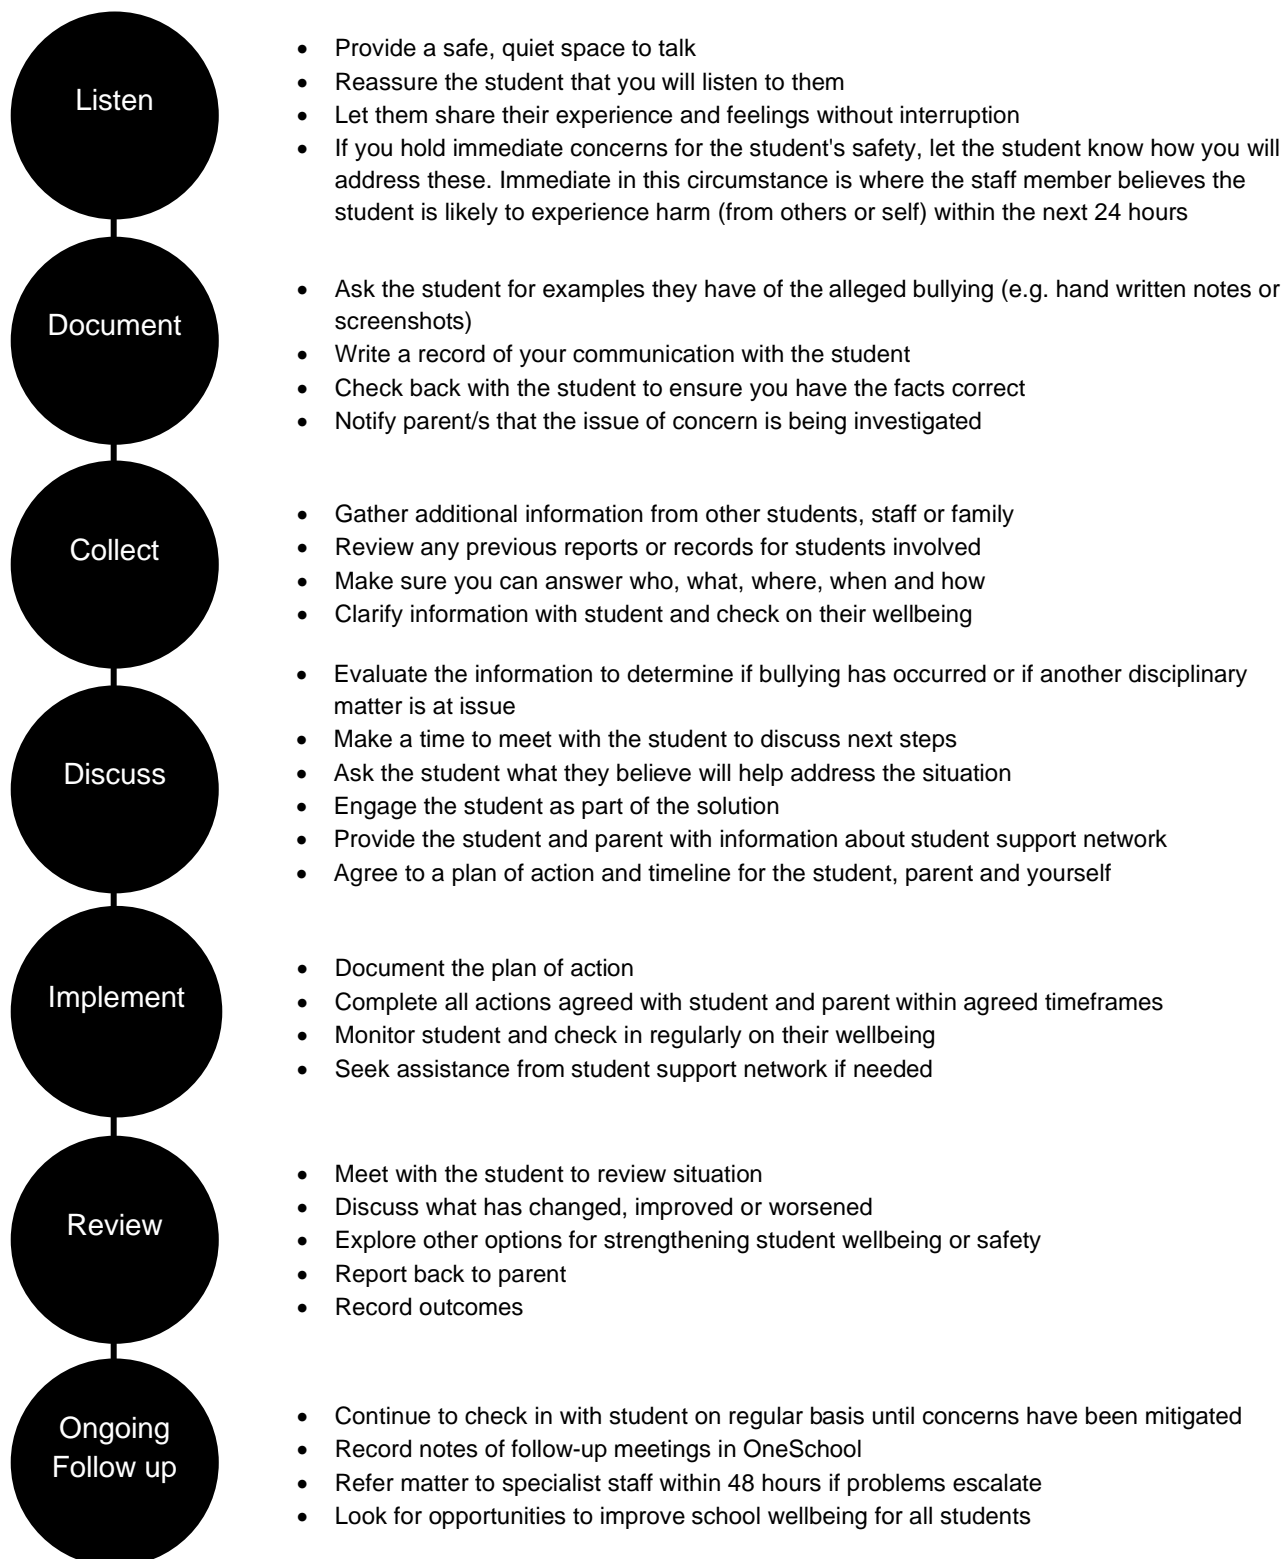 Listen
• Provide a safe, quiet space to talk
• Reassure the student that you will listen to them
• Let them share their experience and feelings without interruption
• If you hold immediate concerns for the student's safety, let the student know how you will
address these. Immediate in this circumstance is where the staff member believes the
student is likely to experience harm (from others or self) within the next 24 hours
Document
• Ask the student for examples they have of the alleged bullying (e.g. hand written notes or
screenshots)
• Write a record of your communication with the student
• Check back with the student to ensure you have the facts correct
• Notify parent/s that the issue of concern is being investigated
Collect
• Gather additional information from other students, staff or family
• Review any previous reports or records for students involved
• Make sure you can answer who, what, where, when and how
• Clarify information with student and check on their wellbeing
Discuss
• Evaluate the information to determine if bullying has occurred or if another disciplinary
matter is at issue
• Make a time to meet with the student to discuss next steps
• Ask the student what they believe will help address the situation
• Engage the student as part of the solution
• Provide the student and parent with information about student support network
• Agree to a plan of action and timeline for the student, parent and yourself
Implement
• Document the plan of action
• Complete all actions agreed with student and parent within agreed timeframes
• Monitor student and check in regularly on their wellbeing
• Seek assistance from student support network if needed
Review
• Meet with the student to review situation
• Discuss what has changed, improved or worsened
• Explore other options for strengthening student wellbeing or safety
• Report back to parent
• Record outcomes
Ongoing
Follow up
• Continue to check in with student on regular basis until concerns have been mitigated
• Record notes of follow-up meetings in OneSchool
• Refer matter to specialist staff within 48 hours if problems escalate
• Look for opportunities to improve school wellbeing for all students